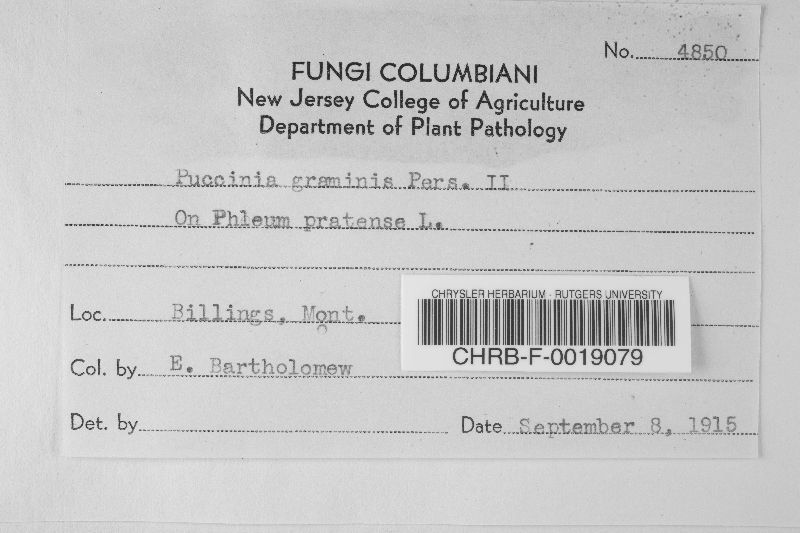 No. 4850
FUNGI COLUMBIANI
New Jersey College of Agriculture
Department of Plant Pathology
Puccinia graminis Pers. II
On Phleum pratense L.
Loc. Billings, Mont.
CHRYSLER HERBARIUM - RUTGERS UNIVERSITY
CHRB-F-0019079
Col. by E. Bartholomew
Det. by
Date September 8, 1915